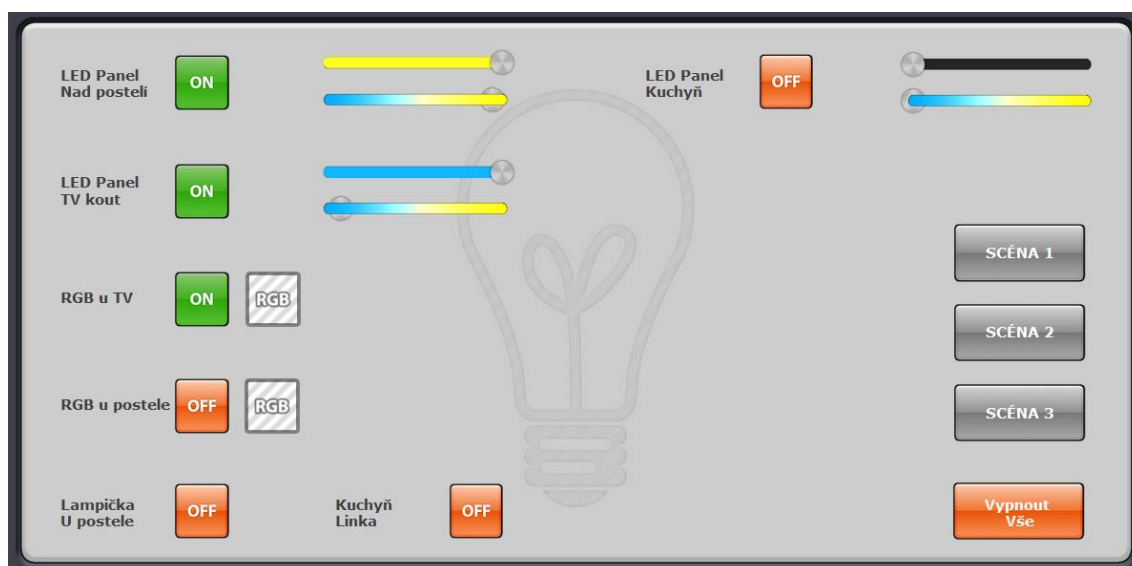 LED Panel
Nad postelí
ON
LED Panel
Kuchyň
OFF
LED Panel
TV kout
ON
SCÉNA 1
RGB u TV
ON
RGB
SCÉNA 2
RGB u postele
OFF
RGB
SCÉNA 3
Lampička
U postele
OFF
Kuchyň
Linka
OFF
Vypnout
Vše